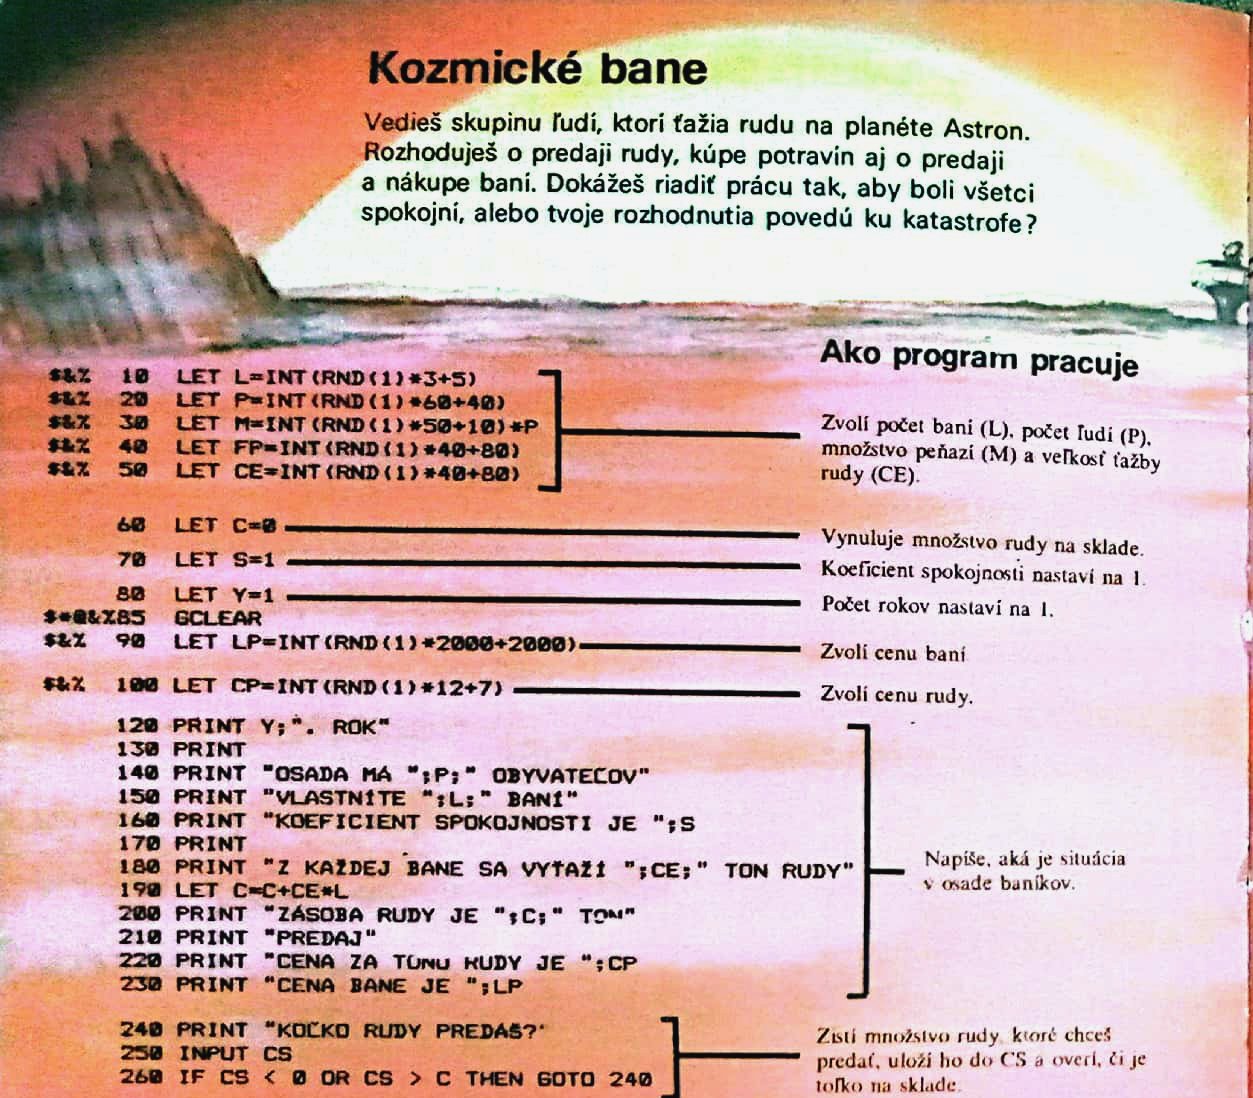 Kozmické bane
Vedieš skupinu ľudí, ktorí ťažia rudu na planéte Astron.
Rozhoduješ o predaji rudy, kúpe potravín aj o predaji
a nákupe baní. Dokážeš riadiť prácu tak, aby boli všetci
spokojní, alebo tvoje rozhodnutia povedú ku katastrofe?
Ako program pracuje
$&% 10 LET L=INT(RND(1)*3+5)
$&% 20 LET P=INT(RND(1)*60+40)
$&% 30 LET M=INT(RND(1)*50+10)*P
$&% 40 LET FP=INT(RND(1)*40+80)
$&% 50 LET CE=INT(RND(1)*40+80)
Zvolí počet baní (L), počet ľudí (P),
množstvo peňazí (M) a veľkosť ťažby
rudy (CE).
60 LET C=0
Vynuluje množstvo rudy na sklade.
70 LET S=1
Koeficient spokojnosti nastaví na 1.
80 LET Y=1
Počet rokov nastaví na 1.
$*@&%85 GCLEAR
$&% 90 LET LP=INT(RND(1)*2000+2000)
Zvolí cenu baní
$&% 100 LET CP=INT(RND(1)*12+7)
Zvolí cenu rudy.
120 PRINT Y;". ROK"
130 PRINT
140 PRINT "OSADA MÁ ";P;" OBYVATEĽOV"
150 PRINT "VLASTNÍTE ";L;" BANÍ"
160 PRINT "KOEFICIENT SPOKOJNOSTI JE ";S
170 PRINT
180 PRINT "Z KAŽDEJ BANE SA VYŤAŽÍ ";CE;" TON RUDY"
190 LET C=C+CE*L
200 PRINT "ZÁSOBA RUDY JE ";C;" TON"
210 PRINT "PREDAJ"
220 PRINT "CENA ZA TONU RUDY JE ";CP
230 PRINT "CENA BANE JE ";LP
Napíše, aká je situácia
v osade baníkov.
240 PRINT "KOĽKO RUDY PREDÁŠ?"
250 INPUT CS
260 IF CS < 0 OR CS > C THEN GOTO 240
Zistí množstvo rudy, ktoré chceš
predať, uloží ho do CS a overí, či je
toľko na sklade.